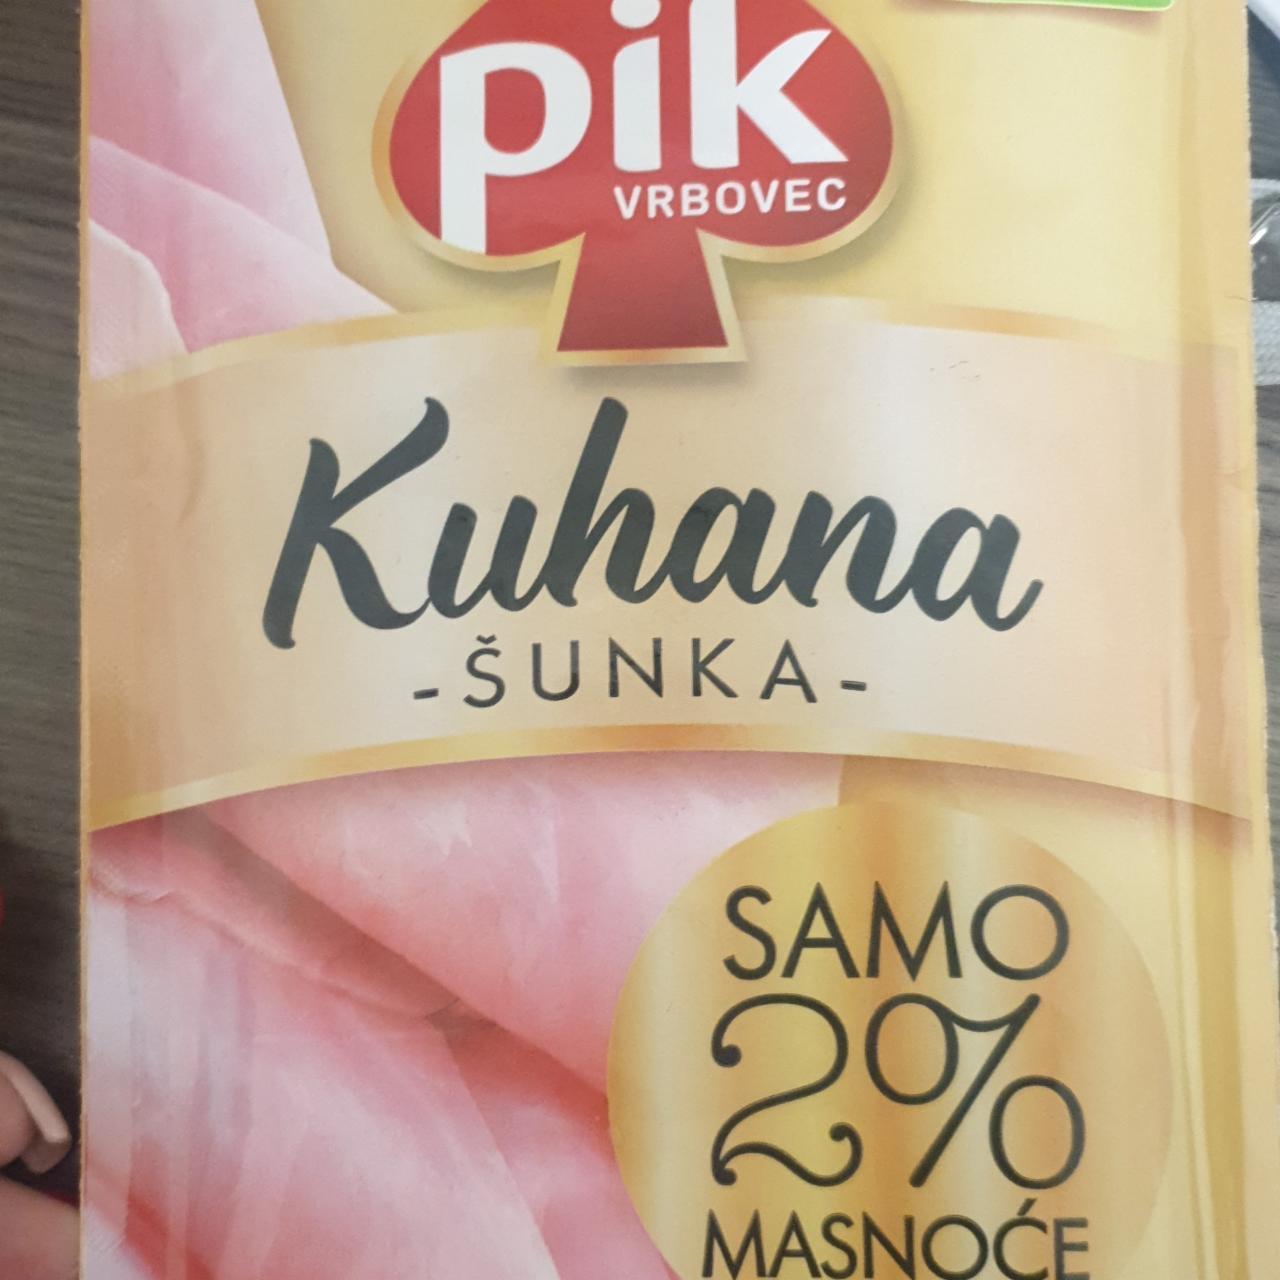 pik
VRBOVEC
Kuhana
-ŠUNKA-
SAMO
2%
MASNOĆE